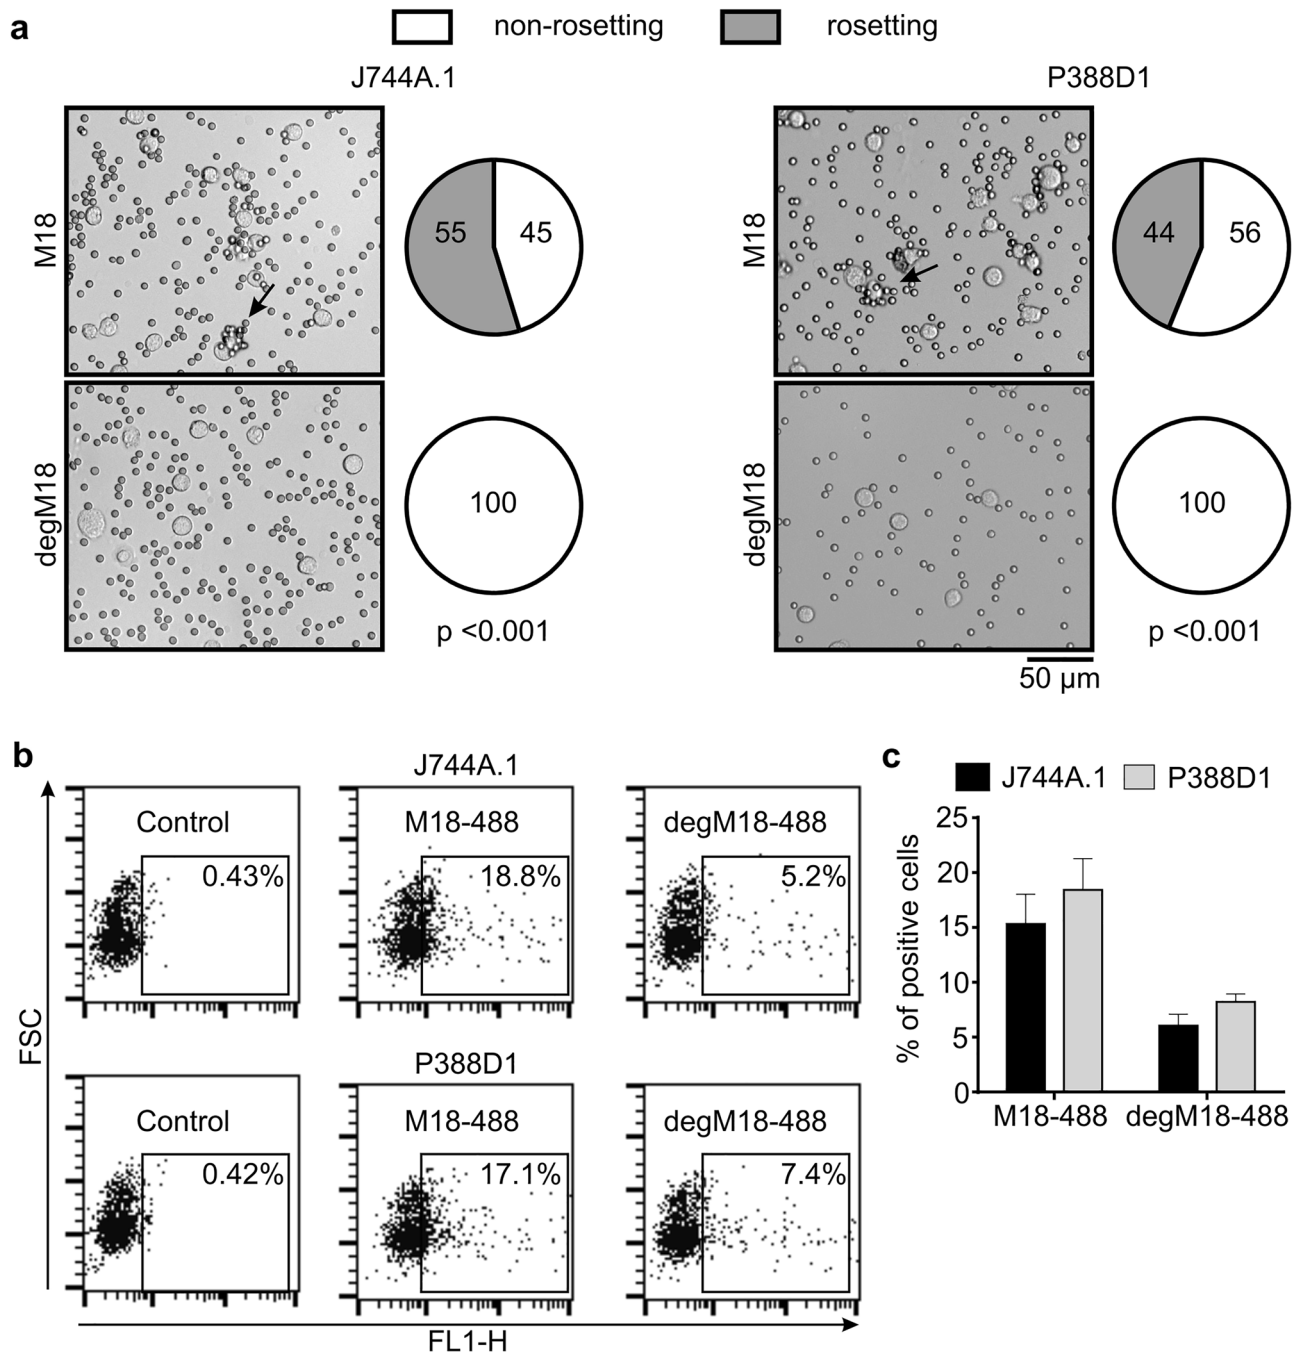 a
non-rosetting rosetting
J744A.1 P388D1
M18 55 45 M18 44 56
degM18 100 degM18 100
p <0.001 p <0.001
50 µm
b
J744A.1
Control M18-488 degM18-488
0.43% 18.8% 5.2%
P388D1
Control M18-488 degM18-488
0.42% 17.1% 7.4%
FSC
FL1-H
c
J744A.1 P388D1
% of positive cells
25
20
15
10
5
0
M18-488 degM18-488